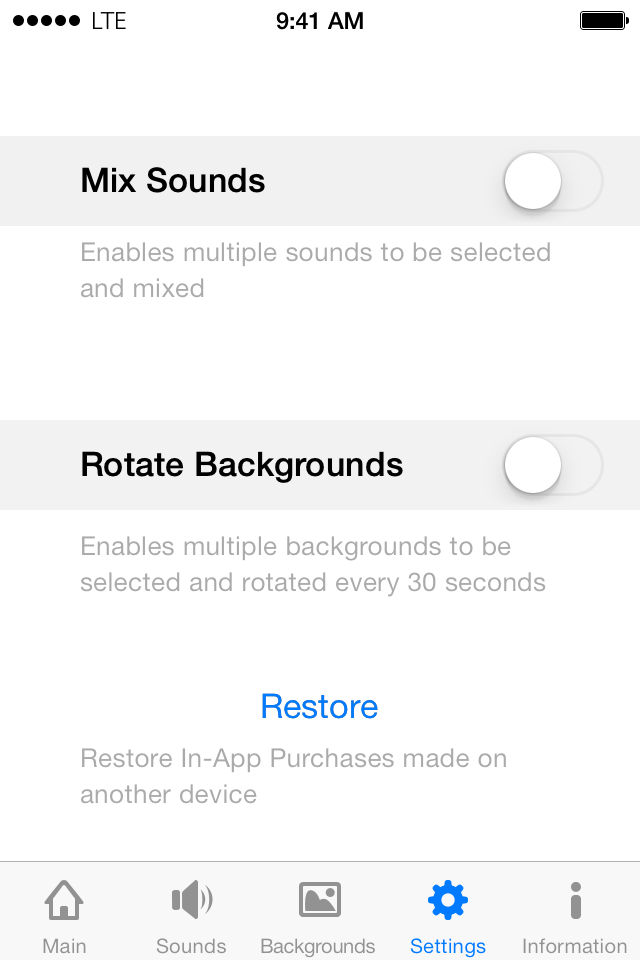 LTE 9:41 AM
Mix Sounds
Enables multiple sounds to be selected
and mixed
Rotate Backgrounds
Enables multiple backgrounds to be
selected and rotated every 30 seconds
Restore
Restore In-App Purchases made on
another device
Main Sounds Backgrounds Settings Information